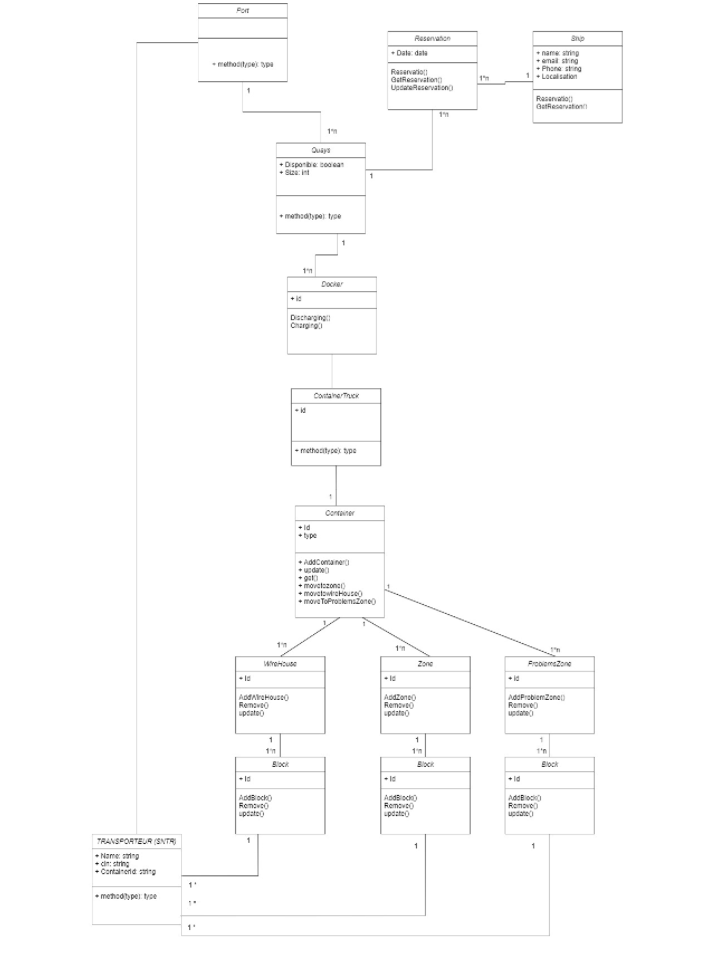 Port
+ method(type): type
1
1*n
Reservation
+ Date: date
Reservatio()
GetReservation()
UpdateReservation()
1*n
1
1*n
Ship
+ name: string
+ email: string
+ Phone: string
+ Localisation
Reservatio()
GetReservation()
Quays
+ Disponible: boolean
+ Size: int
+ method(type): type
1
1
1*n
Docker
+ id
Discharging()
Charging()
ContainerTruck
+ id
+ method(type): type
1
Container
+ Id
+ type
+ AddContainer()
+ update()
+ get()
+ movetozone()
+ movetowireHouse()
+ moveToProblemsZone()
1
1
1
1*n
1*n
1*n
WireHouse
+ Id
AddWireHouse()
Remove()
update()
1
1*n
Zone
+ Id
AddZone()
Remove()
update()
1
1*n
ProblemsZone
+ id
AddProblemZone()
Remove()
update()
1
1*n
Block
+ Id
AddBlock()
Remove()
update()
1
Block
+ Id
AddBlock()
Remove()
update()
1
Block
+ Id
AddBlock()
Remove()
update()
1
TRANSPORTEUR (SNTR)
+ Name: string
+ cin: string
+ ContainerId: string
+ method(type): type
1 *
1 *
1 *